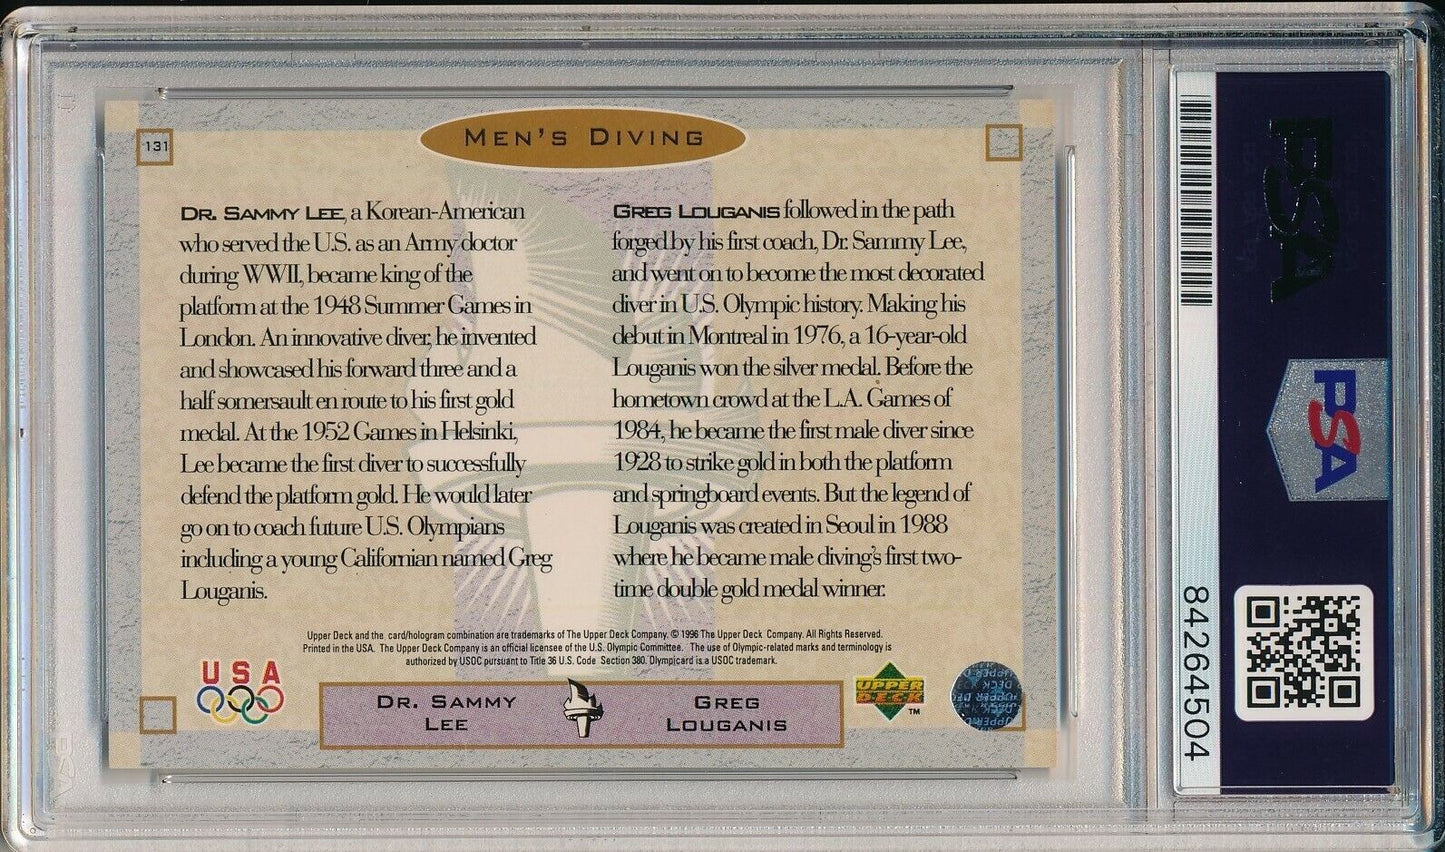 131
MEN'S DIVING
DR. SAMMY LEE, a Korean-American
who served the U.S. as an Army doctor
during WWII, became king of the
platform at the 1948 Summer Games in
London. An innovative diver, he invented
and showcased his forward three and a
half somersault en route to his first gold
medal. At the 1952 Games in Helsinki,
Lee became the first diver to successfully
defend the platform gold. He would later
go on to coach future U.S. Olympians
including a young Californian named Greg
Louganis.
GREG LOUGANIS followed in the path
forged by his first coach, Dr. Sammy Lee,
and went on to become the most decorated
diver in U.S. Olympic history. Making his
debut in Montreal in 1976, a 16-year-old
Louganis won the silver medal. Before the
hometown crowd at the L.A. Games of
1984, he became the first male diver since
1928 to strike gold in both the platform
and springboard events. But the legend of
Louganis was created in Seoul in 1988
where he became male diving's first two-
time double gold medal winner.
Upper Deck and the card/hologram combination are trademarks of The Upper Deck Company. © 1996 The Upper Deck Company. All Rights Reserved.
Printed in the USA. The Upper Deck Company is an official licensee of the U.S. Olympic Committee. The use of Olympic-related marks and terminology is
authorized by USOC pursuant to Title 36 U.S. Code Section 380. Olympicard is a USOC trademark.
USA
DR. SAMMY
LEE
GREG
LOUGANIS
UPPER
DECK
TM
PSA
PSA
84264504